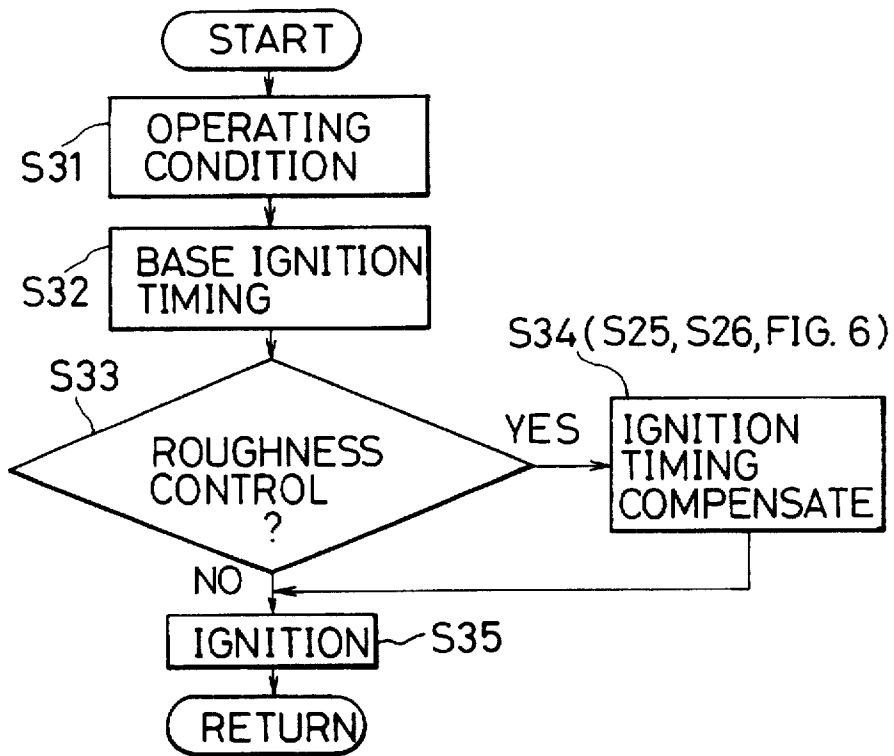 START
OPERATING
CONDITION
S31
BASE IGNITION
TIMING
S32
S33
ROUGHNESS
CONTROL
?
YES
NO
S34 (S25, S26, FIG. 6)
IGNITION
TIMING
COMPENSATE
IGNITION
S35
RETURN